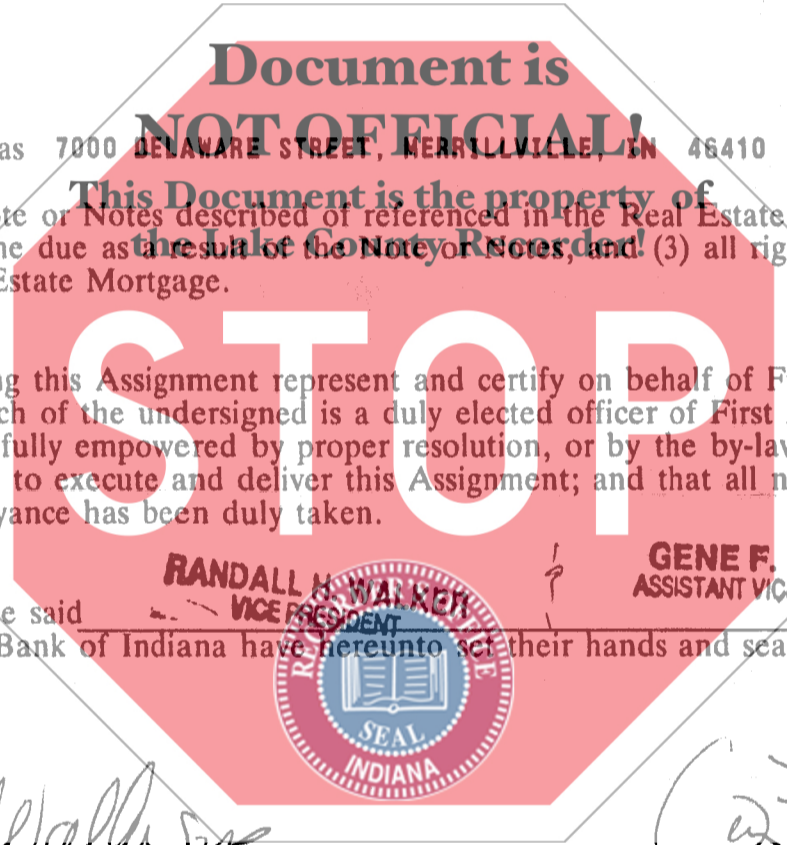 Document is
NOT OFFICIAL!
as 7000 DELAWARE STREET, MERRILLVILLE, IN 46410
This Document is the property of
te or Notes described of referenced in the Real Estate
the Lake County Recorder!
ne due as a result of the Note or Notes, and (3) all rig
Estate Mortgage.
STOP
ng this Assignment represent and certify on behalf of F
ch of the undersigned is a duly elected officer of First
fully empowered by proper resolution, or by the by-law
to execute and deliver this Assignment; and that all n
yance has been duly taken.
RANDALL H. WALKER
VICE PRESIDENT
GENE F.
ASSISTANT VIC
e said
Bank of Indiana have hereunto set their hands and sea
SEAL
INDIANA